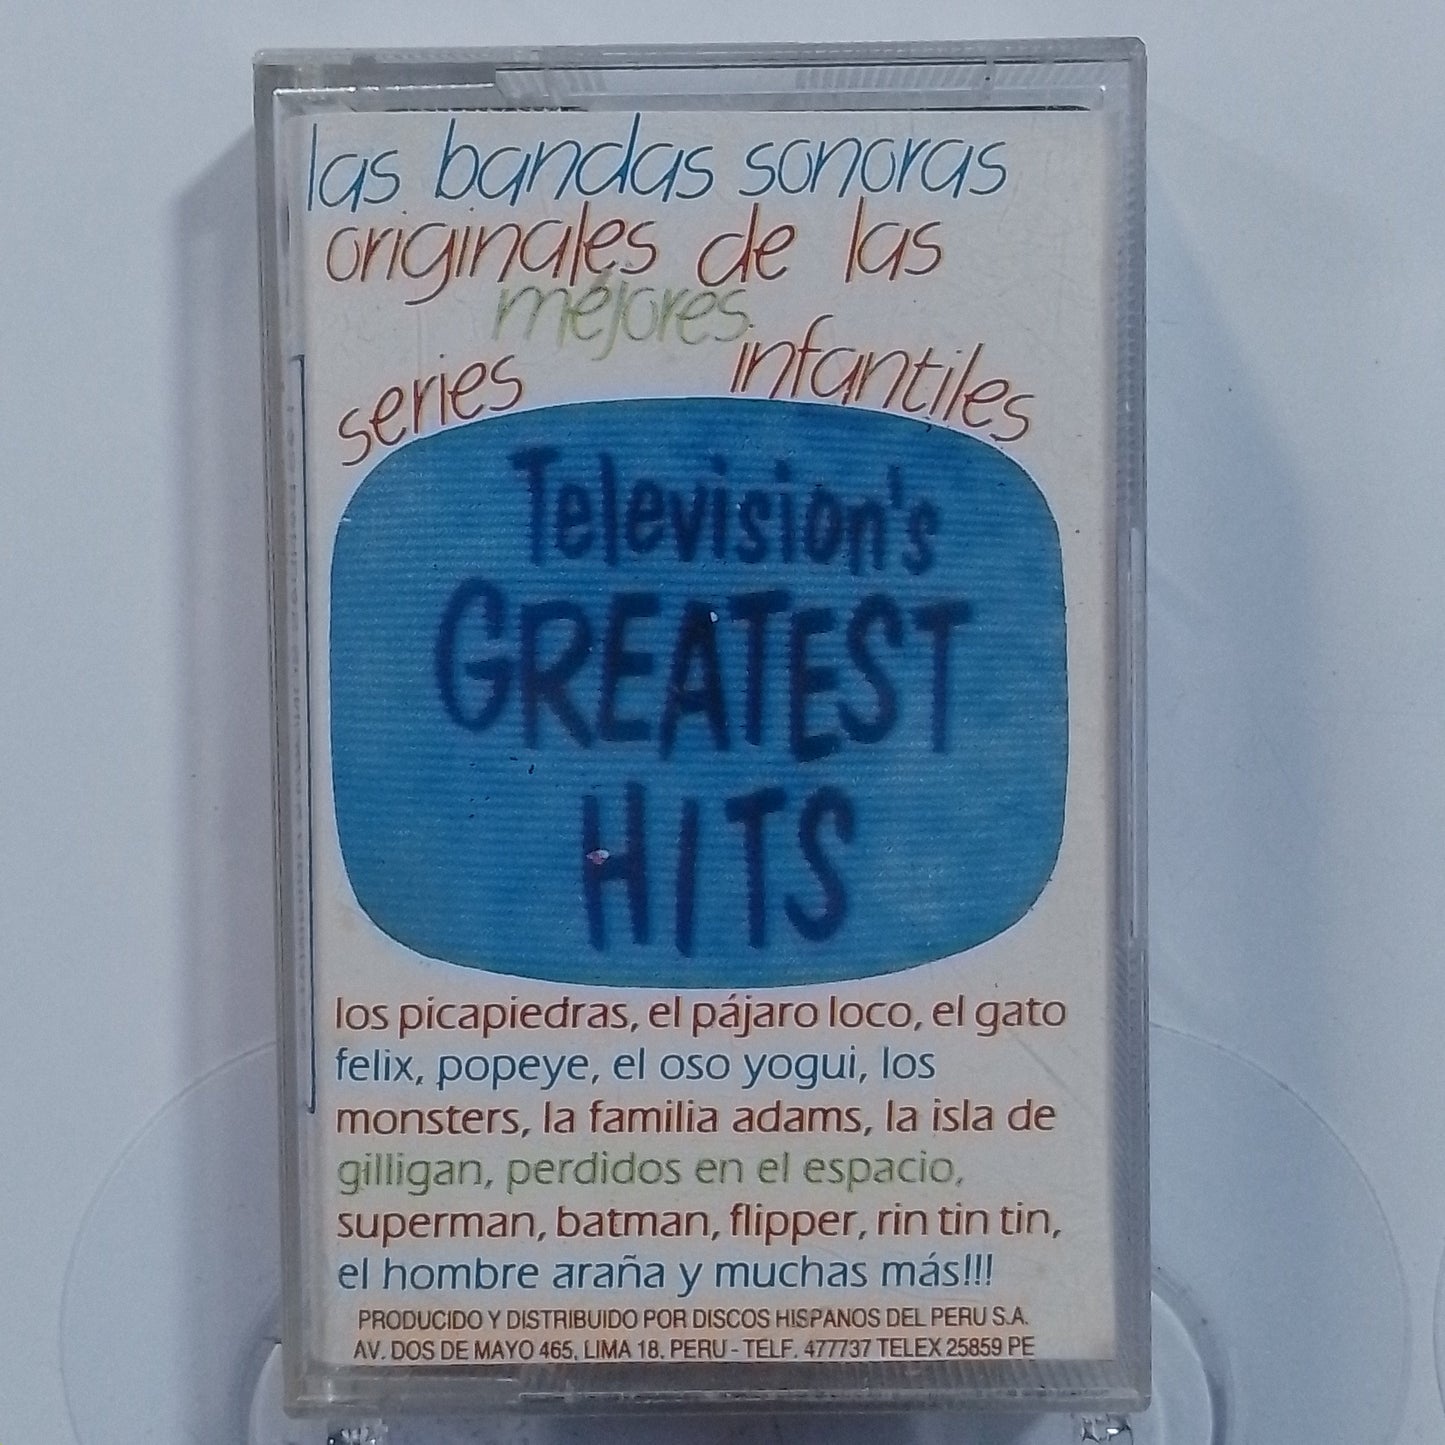 las bandas sonoras
originales de las
mejores
series infantiles
Television's
GREATEST
HITS
los picapiedras, el pájaro loco, el gato
felix, popeye, el oso yogui, los
monsters, la familia adams, la isla de
gilligan, perdidos en el espacio,
superman, batman, flipper, rin tin tin,
el hombre araña y muchas más!!!
PRODUCIDO Y DISTRIBUIDO POR DISCOS HISPANOS DEL PERU S.A.
AV. DOS DE MAYO 465, LIMA 18, PERU - TELF. 477737 TELEX 25859 PE